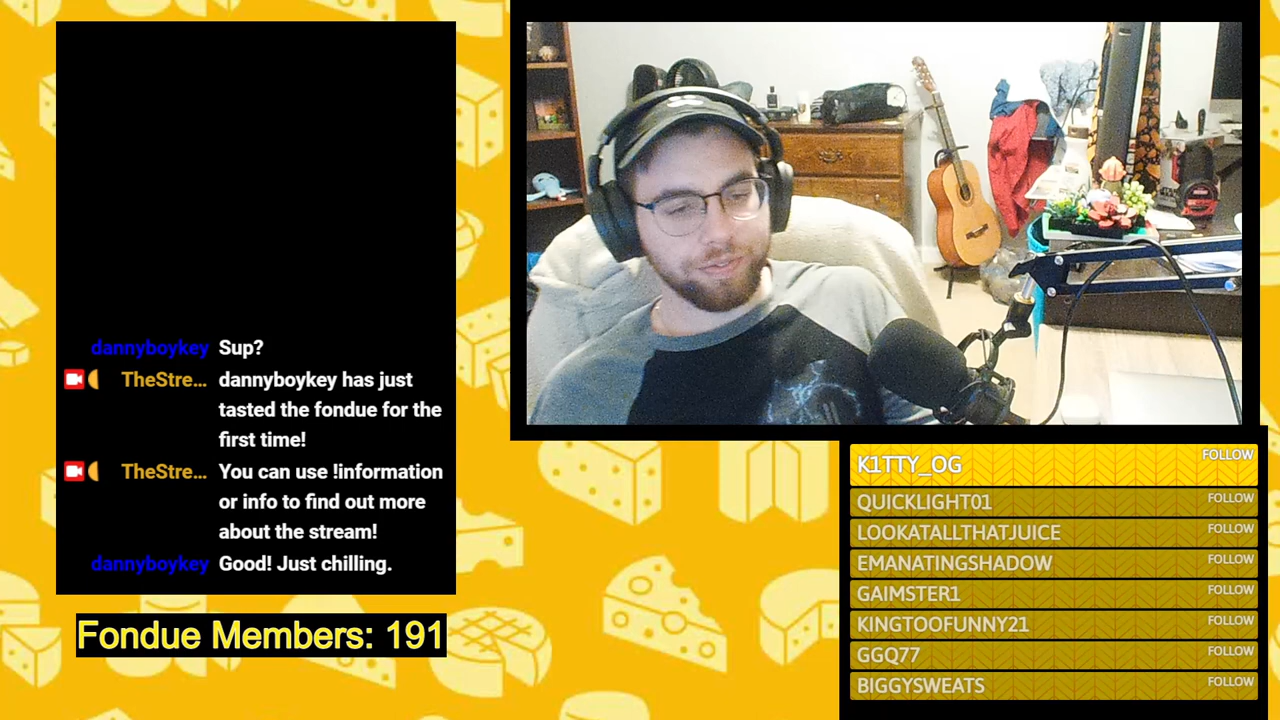 dannyboykey Sup?
TheStre... dannyboykey has just
tasted the fondue for the
first time!
TheStre... You can use !information
or info to find out more
about the stream!
dannyboykey Good! Just chilling.
Fondue Members: 191
K1TTY_OG FOLLOW
QUICKLIGHT01 FOLLOW
LOOKATALLTHATJUICE FOLLOW
EMANATINGSHADOW FOLLOW
GAIMSTER1 FOLLOW
KINGTOOFUNNY21 FOLLOW
GGQ77 FOLLOW
BIGGYSWEATS FOLLOW